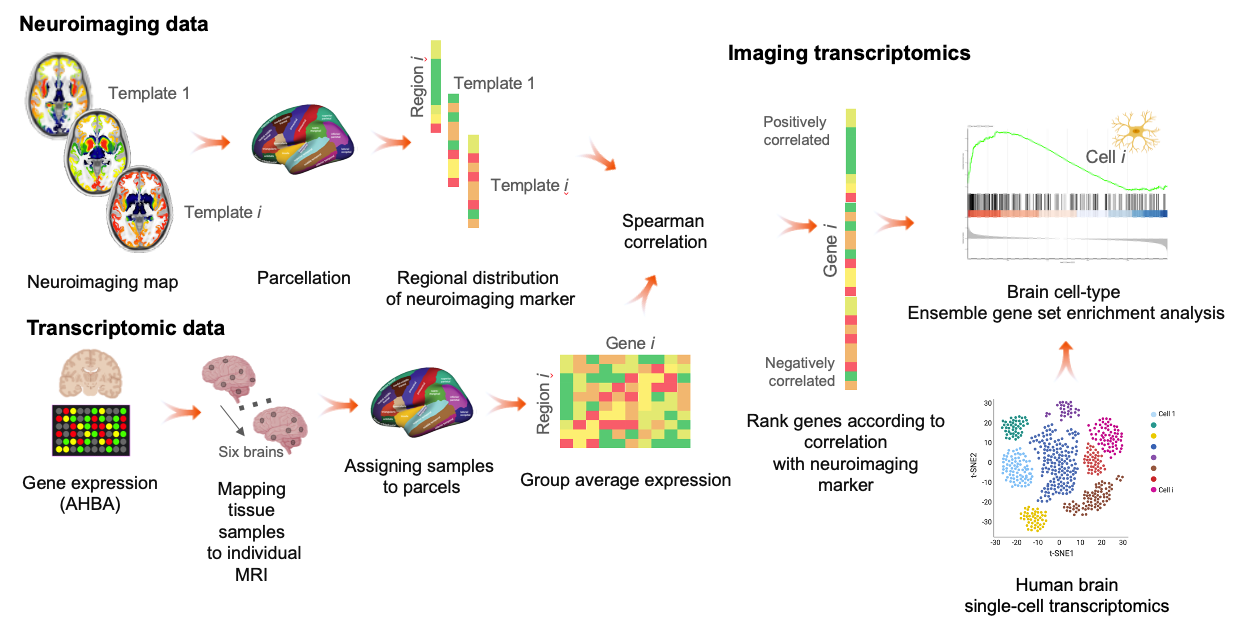 Neuroimaging data
Template 1
Template i
Neuroimaging map
Parcellation
Region i
Template 1
Template i
Regional distribution
of neuroimaging marker
Spearman
correlation
Transcriptomic data
Gene expression
(AHBA)
Six brains
Mapping
tissue
samples
to individual
MRI
Assigning samples
to parcels
Gene i
Region i
Group average expression
Imaging transcriptomics
Positively
correlated
Gene i
Negatively
correlated
Rank genes according to
correlation
with neuroimaging
marker
Cell i
Brain cell-type
Ensemble gene set enrichment analysis
30
20
10
0
-10
-20
-30
t-SNE2
-30 -20 -10 0 10 20 30
t-SNE1
Cell 1
Cell i
Human brain
single-cell transcriptomics